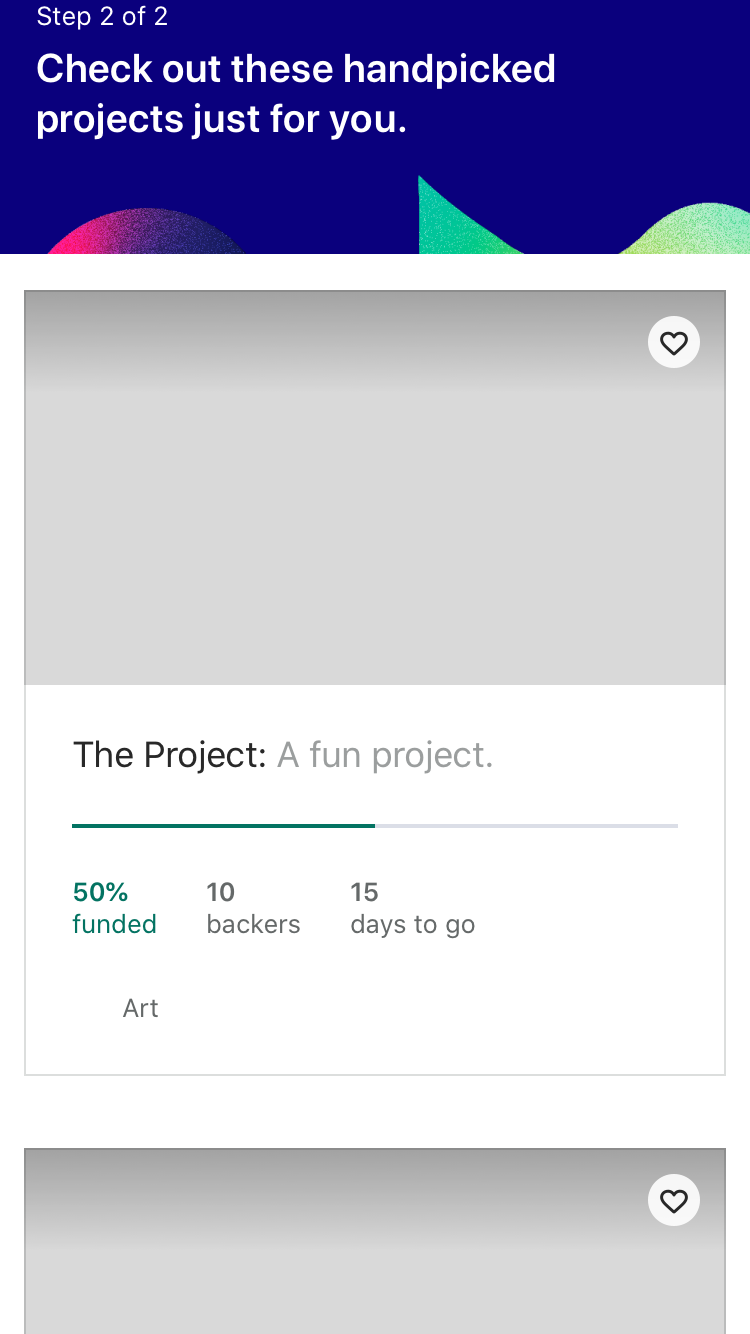 Step 2 of 2
Check out these handpicked
projects just for you.
The Project: A fun project.
50%
funded
10
backers
15
days to go
Art